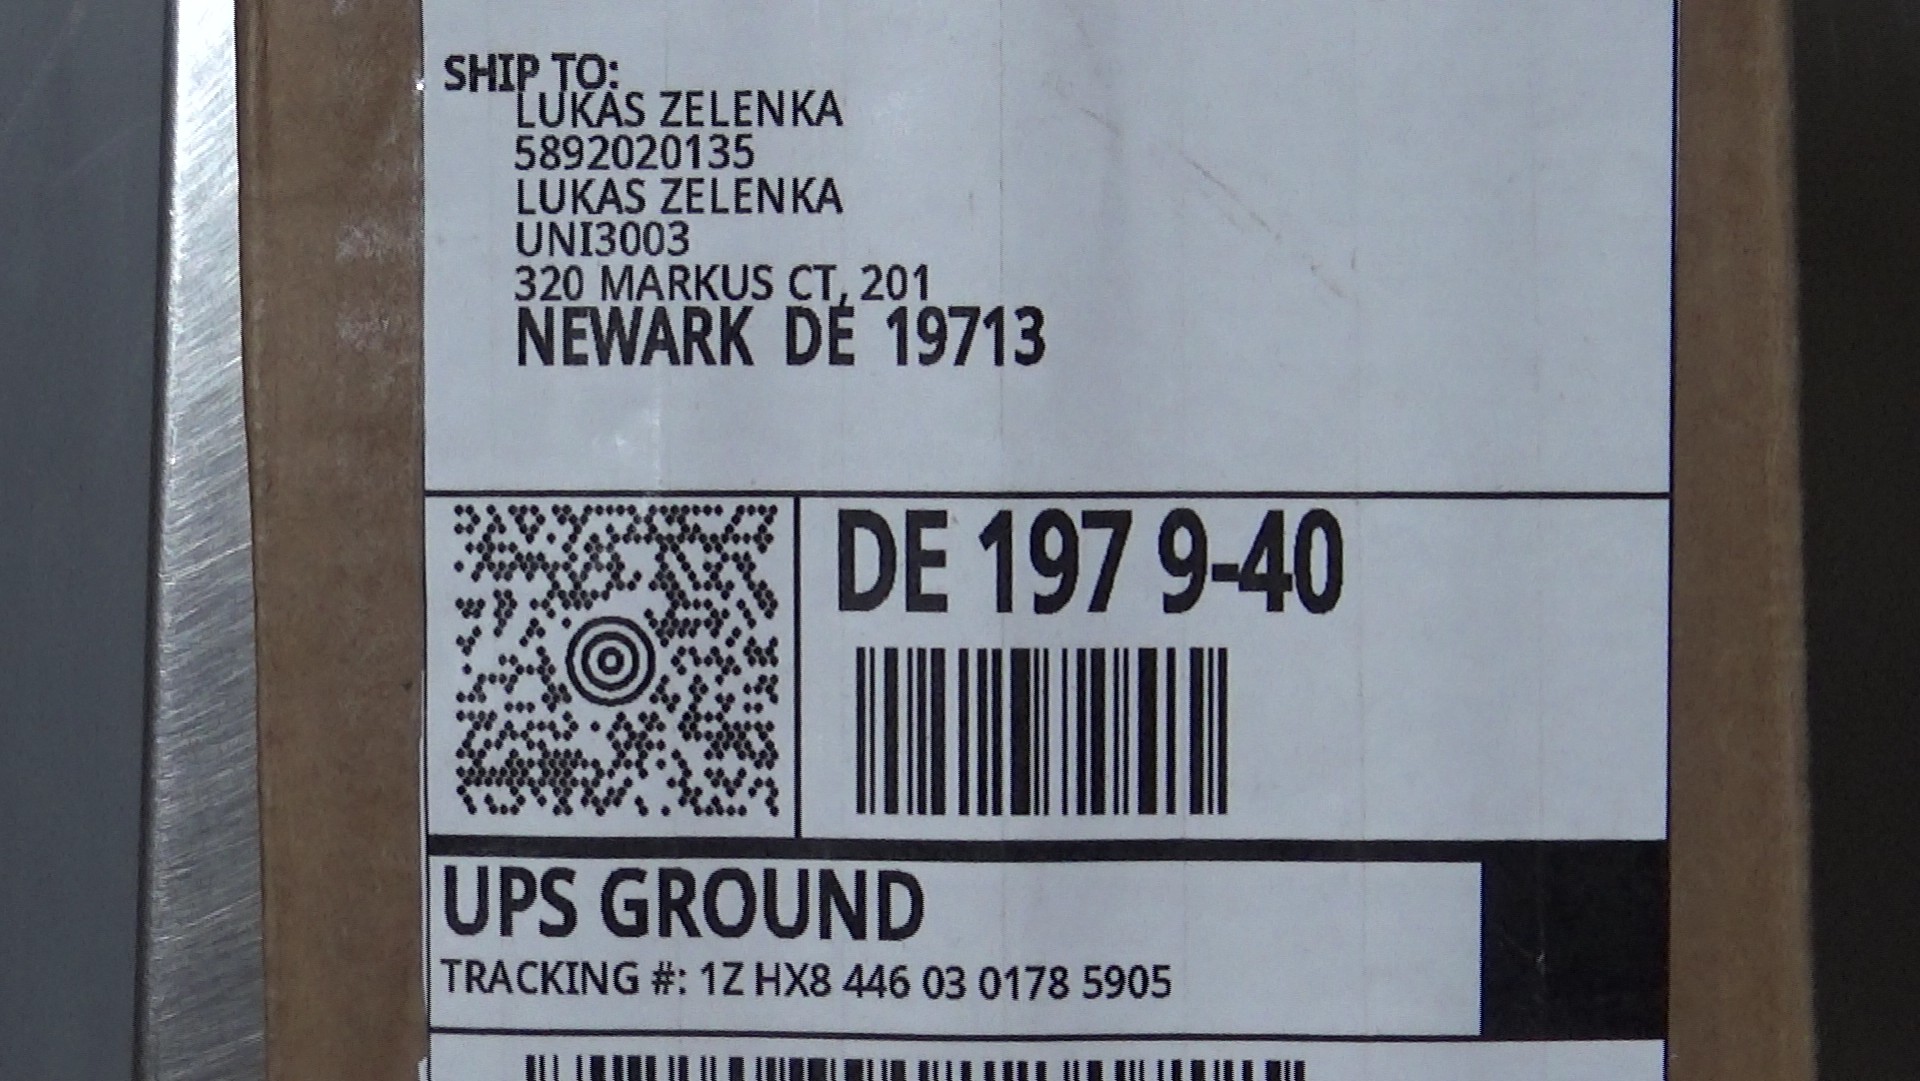 SHIP TO:
LUKAS ZELENKA
5892020135
LUKAS ZELENKA
UNI3003
320 MARKUS CT, 201
NEWARK DE 19713
DE 197 9-40
UPS GROUND
TRACKING #: 1Z HX8 446 03 0178 5905